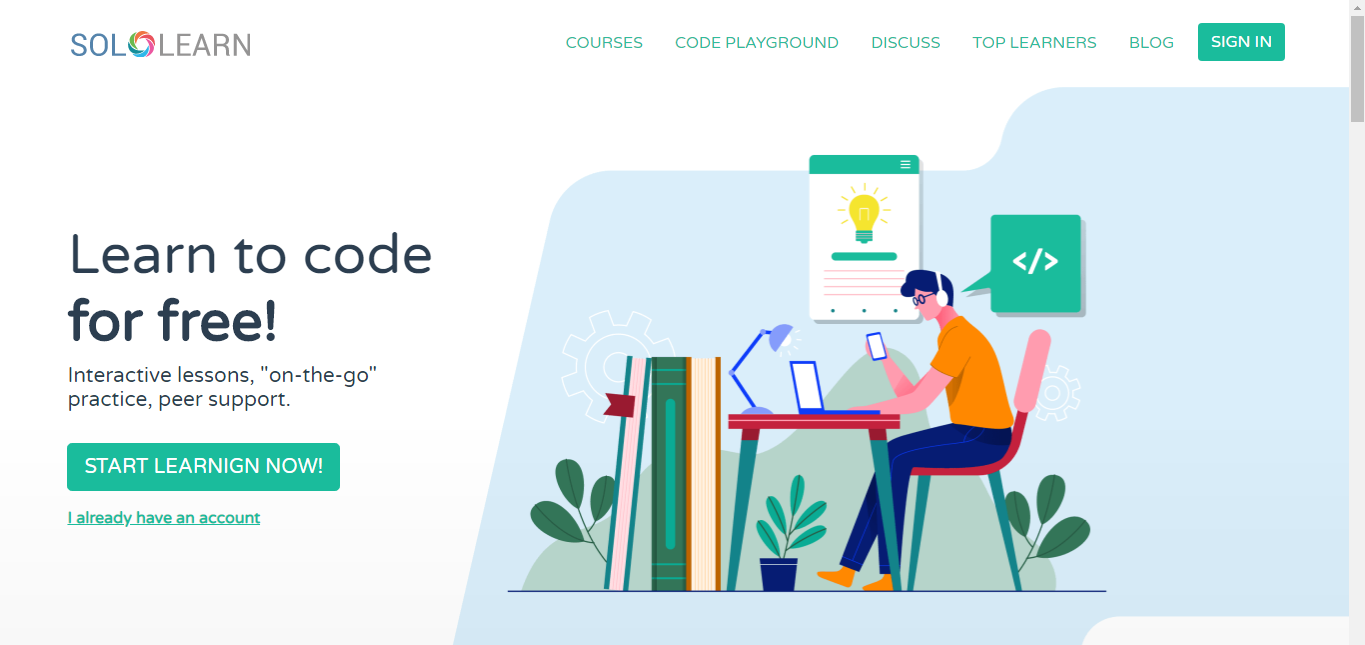 SOLOLEARN
COURSES CODE PLAYGROUND DISCUSS TOP LEARNERS BLOG SIGN IN
Learn to code
for free!
Interactive lessons, "on-the-go"
practice, peer support.
START LEARNIGN NOW!
I already have an account
</>